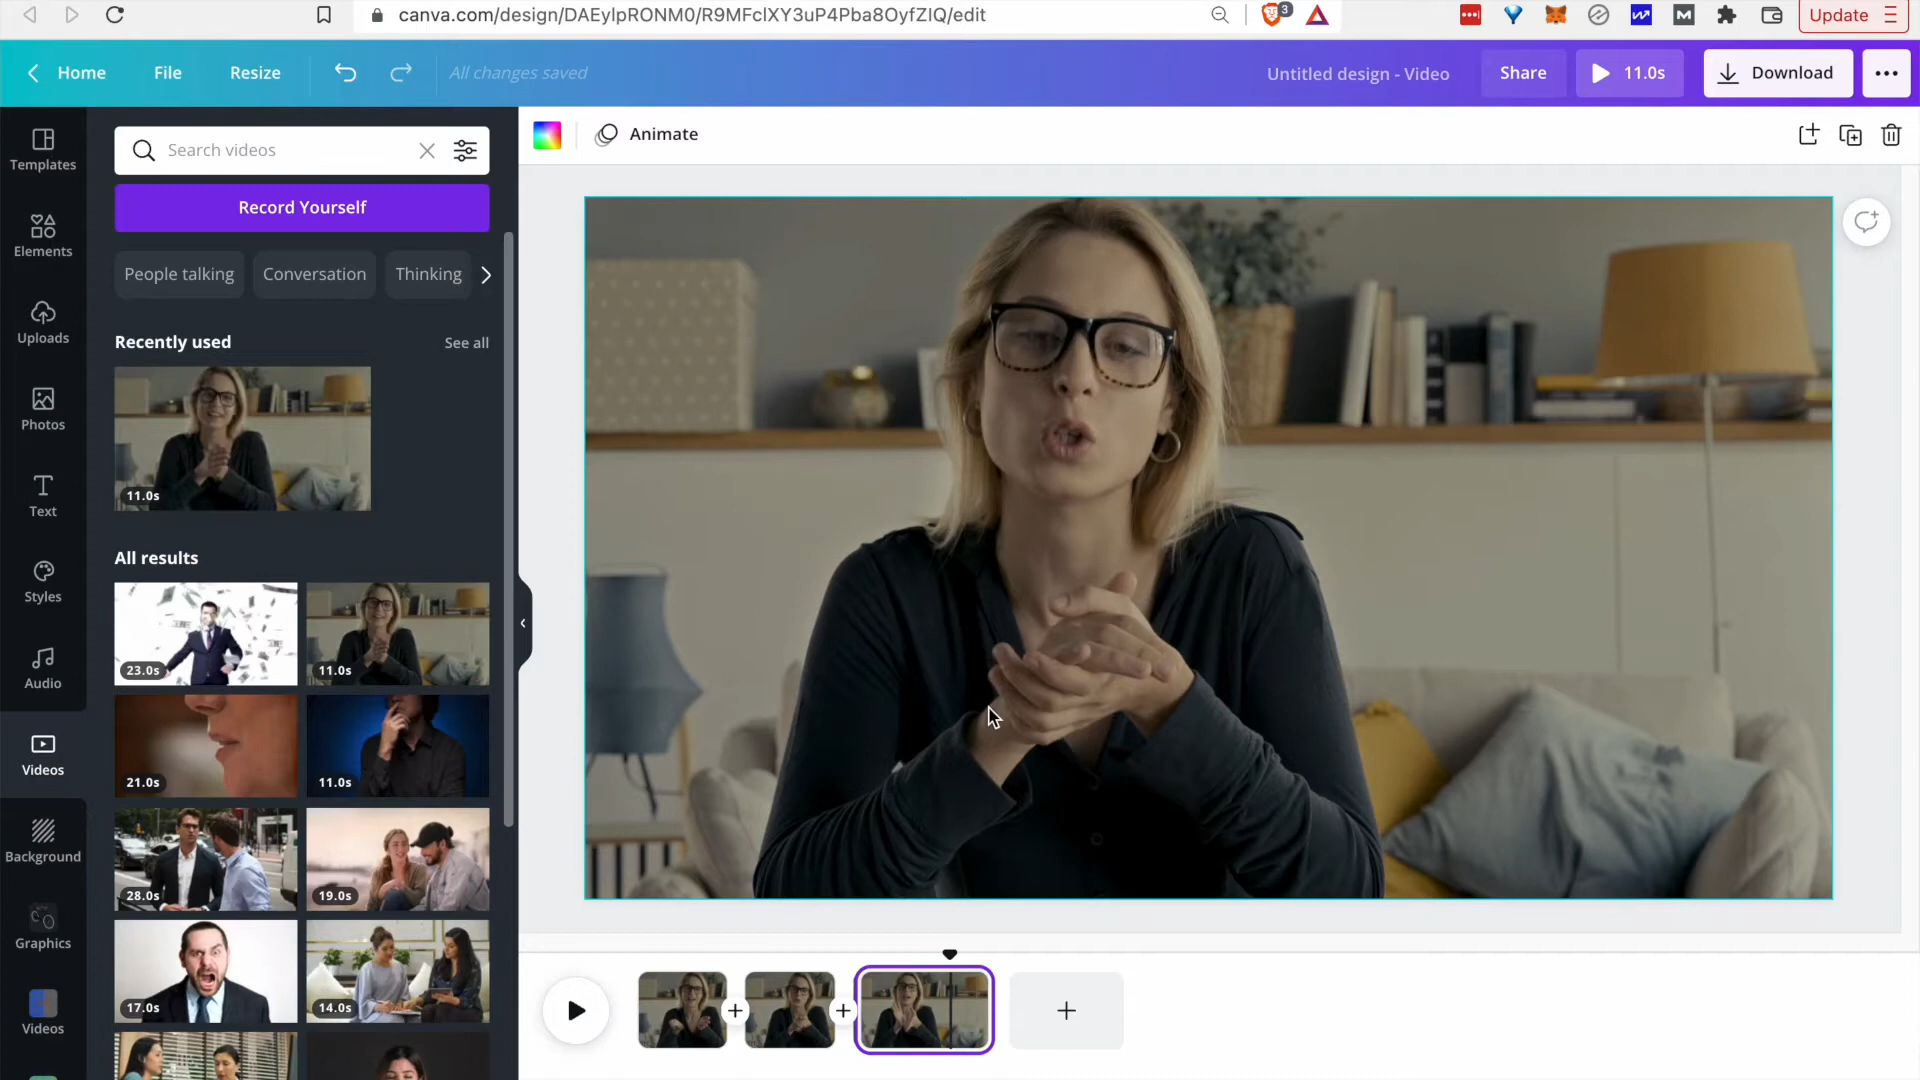 canva.com/design/DAEylpRONM0/R9MFclXY3uP4Pba8OyfZIQ/edit
3
Update
Home
File
Resize
All changes saved
Untitled design - Video
Share
11.0s
Download
Templates
Elements
Uploads
Photos
Text
Styles
Audio
Videos
Background
Graphics
Videos
Search videos
Record Yourself
People talking
Conversation
Thinking
Recently used
See all
11.0s
All results
23.0s
11.0s
21.0s
11.0s
28.0s
19.0s
17.0s
14.0s
Animate